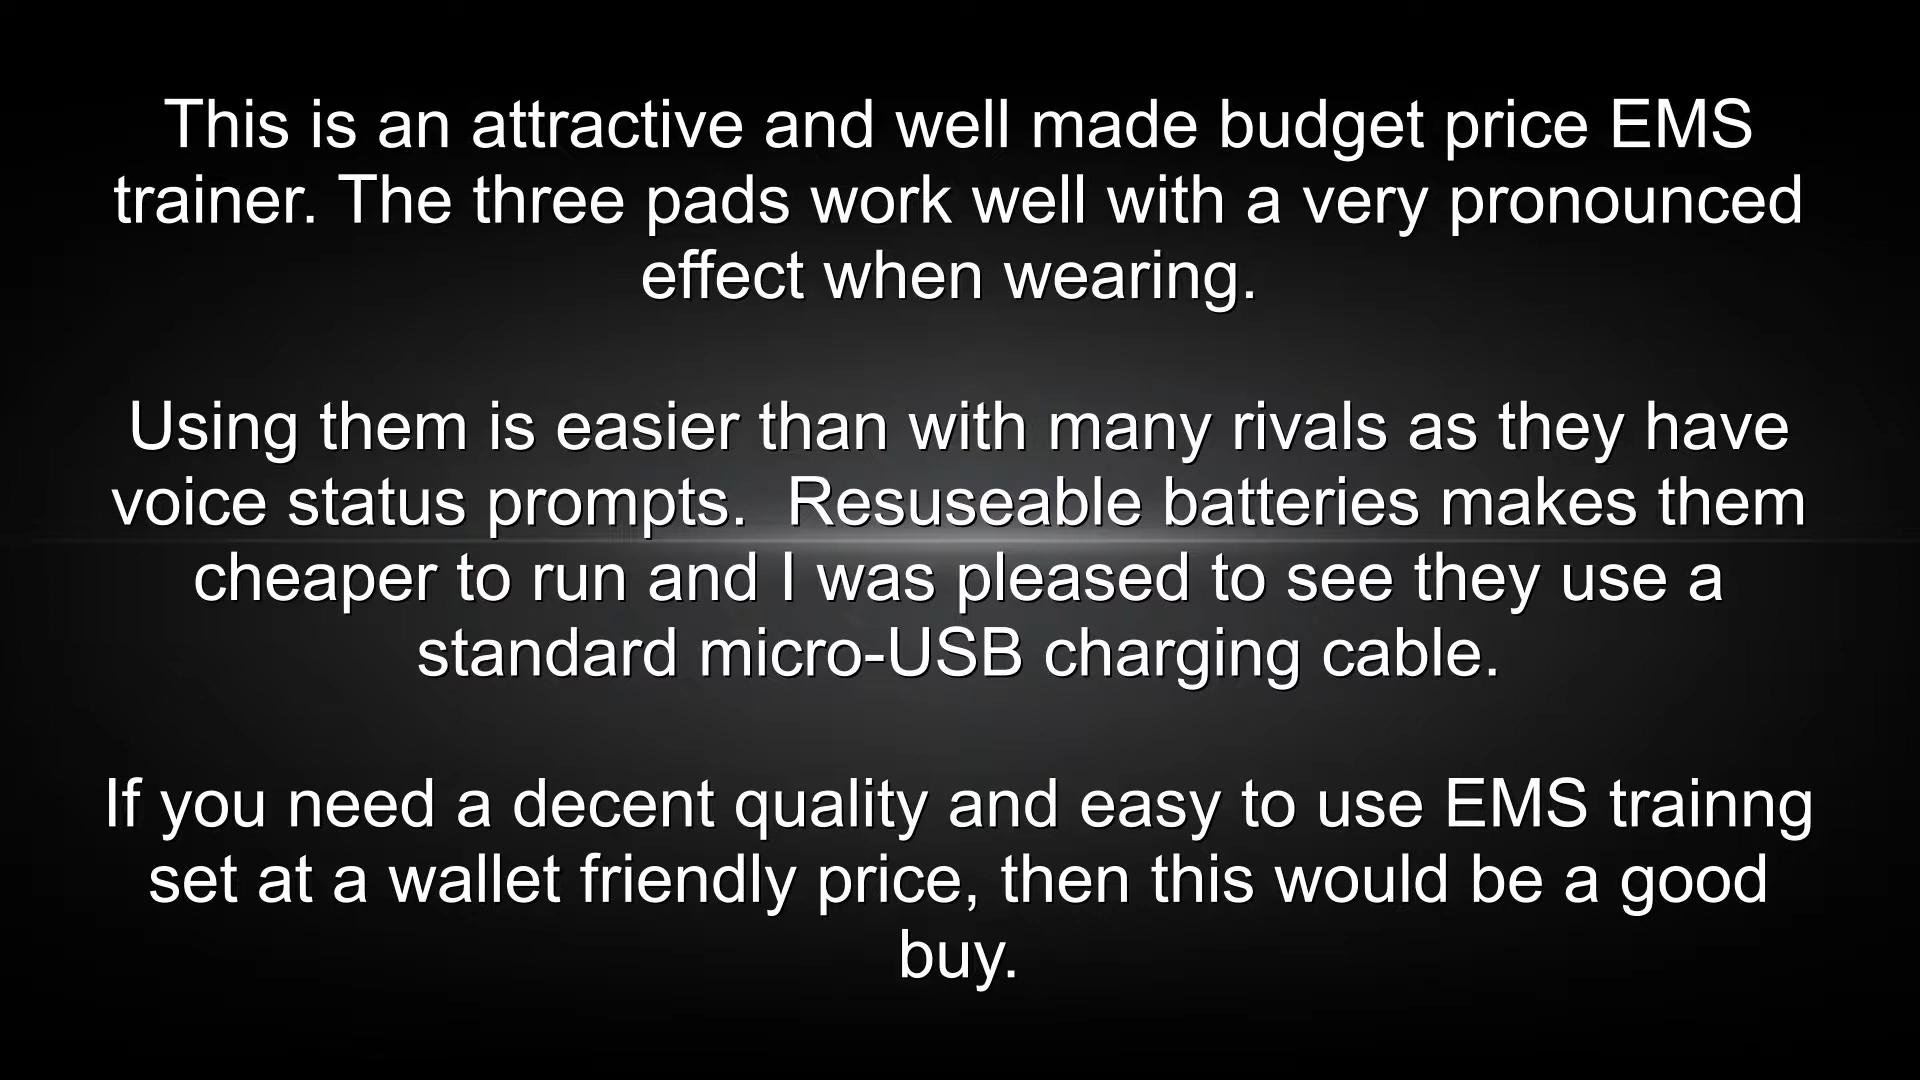 This is an attractive and well made budget price EMS
trainer. The three pads work well with a very pronounced
effect when wearing.
Using them is easier than with many rivals as they have
voice status prompts.  Resuseable batteries makes them
cheaper to run and I was pleased to see they use a
standard micro-USB charging cable.
If you need a decent quality and easy to use EMS trainng
set at a wallet friendly price, then this would be a good
buy.